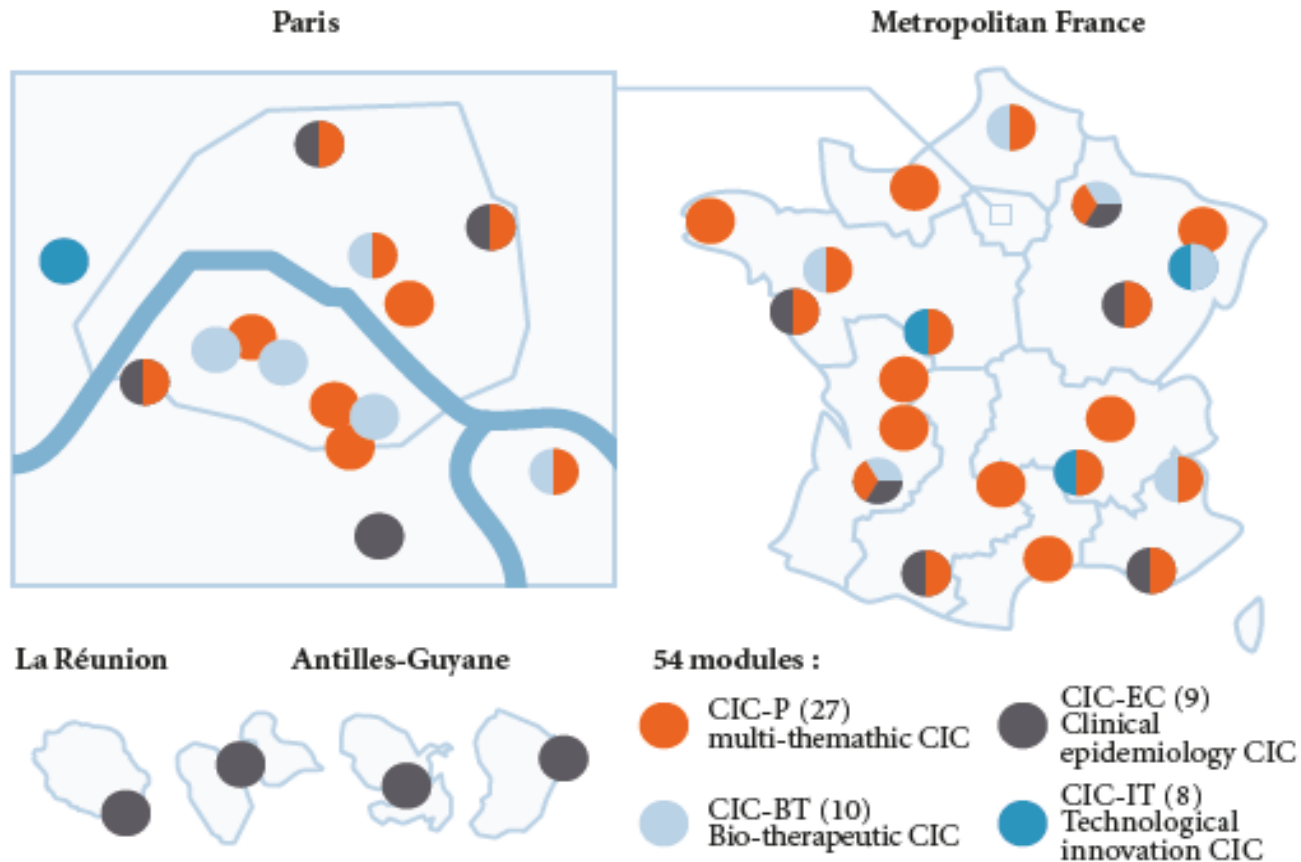 Paris
Metropolitan France
La Réunion
Antilles-Guyane
54 modules :
CIC-P (27)
multi-themathic CIC
CIC-BT (10)
Bio-therapeutic CIC
CIC-EC (9)
Clinical
epidemiology CIC
CIC-IT (8)
Technological
innovation CIC